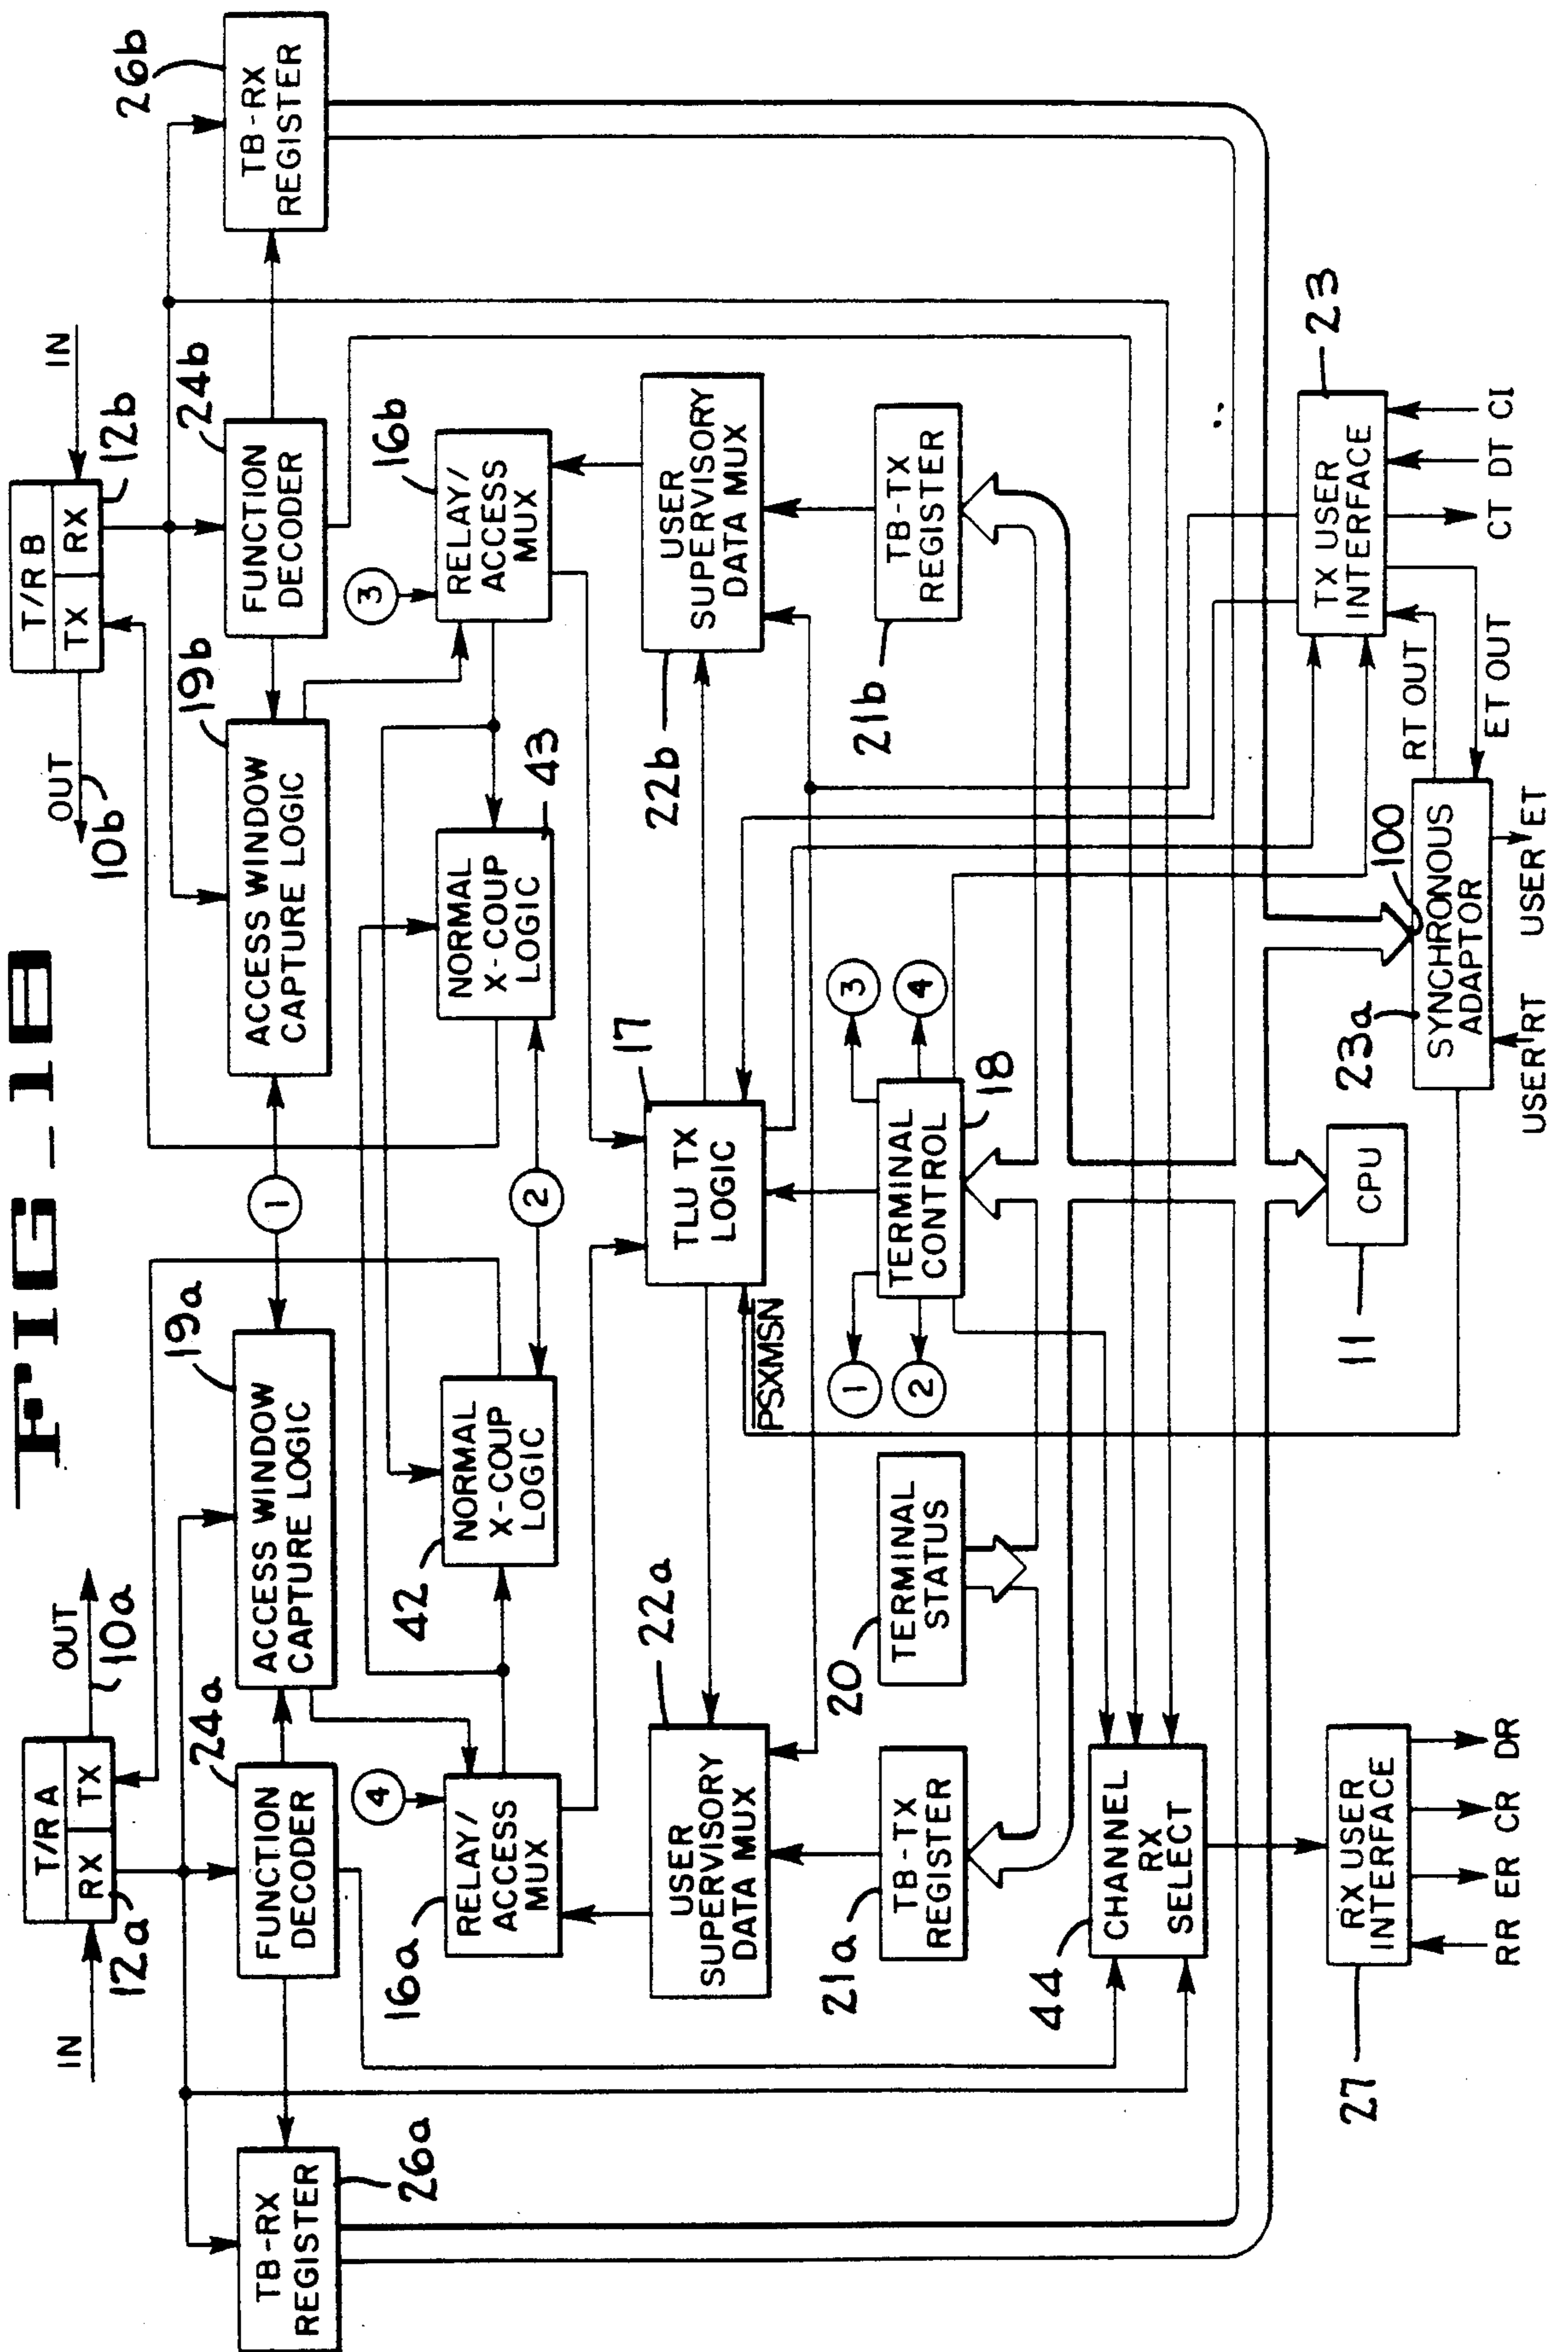 FIG-1B
IN
T/R A
RX
TX
12a
OUT
10a
OUT
10b
T/R B
TX
RX
12b
IN
TB-RX
REGISTER
26a
FUNCTION
DECODER
24a
ACCESS WINDOW
CAPTURE LOGIC
19a
1
ACCESS WINDOW
CAPTURE LOGIC
19b
FUNCTION
DECODER
24b
TB-RX
REGISTER
26b
4
RELAY/
ACCESS
MUX
16a
NORMAL
X-COUP
LOGIC
42
2
NORMAL
X-COUP
LOGIC
43
3
RELAY/
ACCESS
MUX
16b
USER
SUPERVISORY
DATA MUX
22a
TLU TX
LOGIC
17
PSXMSN
USER
SUPERVISORY
DATA MUX
22b
TB-TX
REGISTER
21a
TERMINAL
STATUS
20
1
2
TERMINAL
CONTROL
18
3
4
TB-TX
REGISTER
21b
CHANNEL
RX
SELECT
44
RX USER
INTERFACE
27
RR ER CR DR
CPU
11
SYNCHRONOUS
ADAPTOR
23a
100
USER RT
USER ET
RT OUT
ET OUT
TX USER
INTERFACE
23
CT DT CI